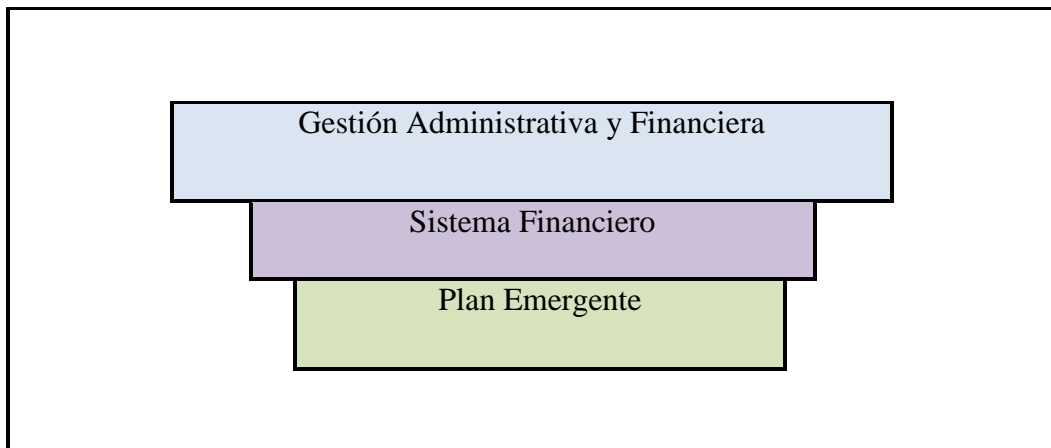 Gestión Administrativa y Financiera
Sistema Financiero
Plan Emergente